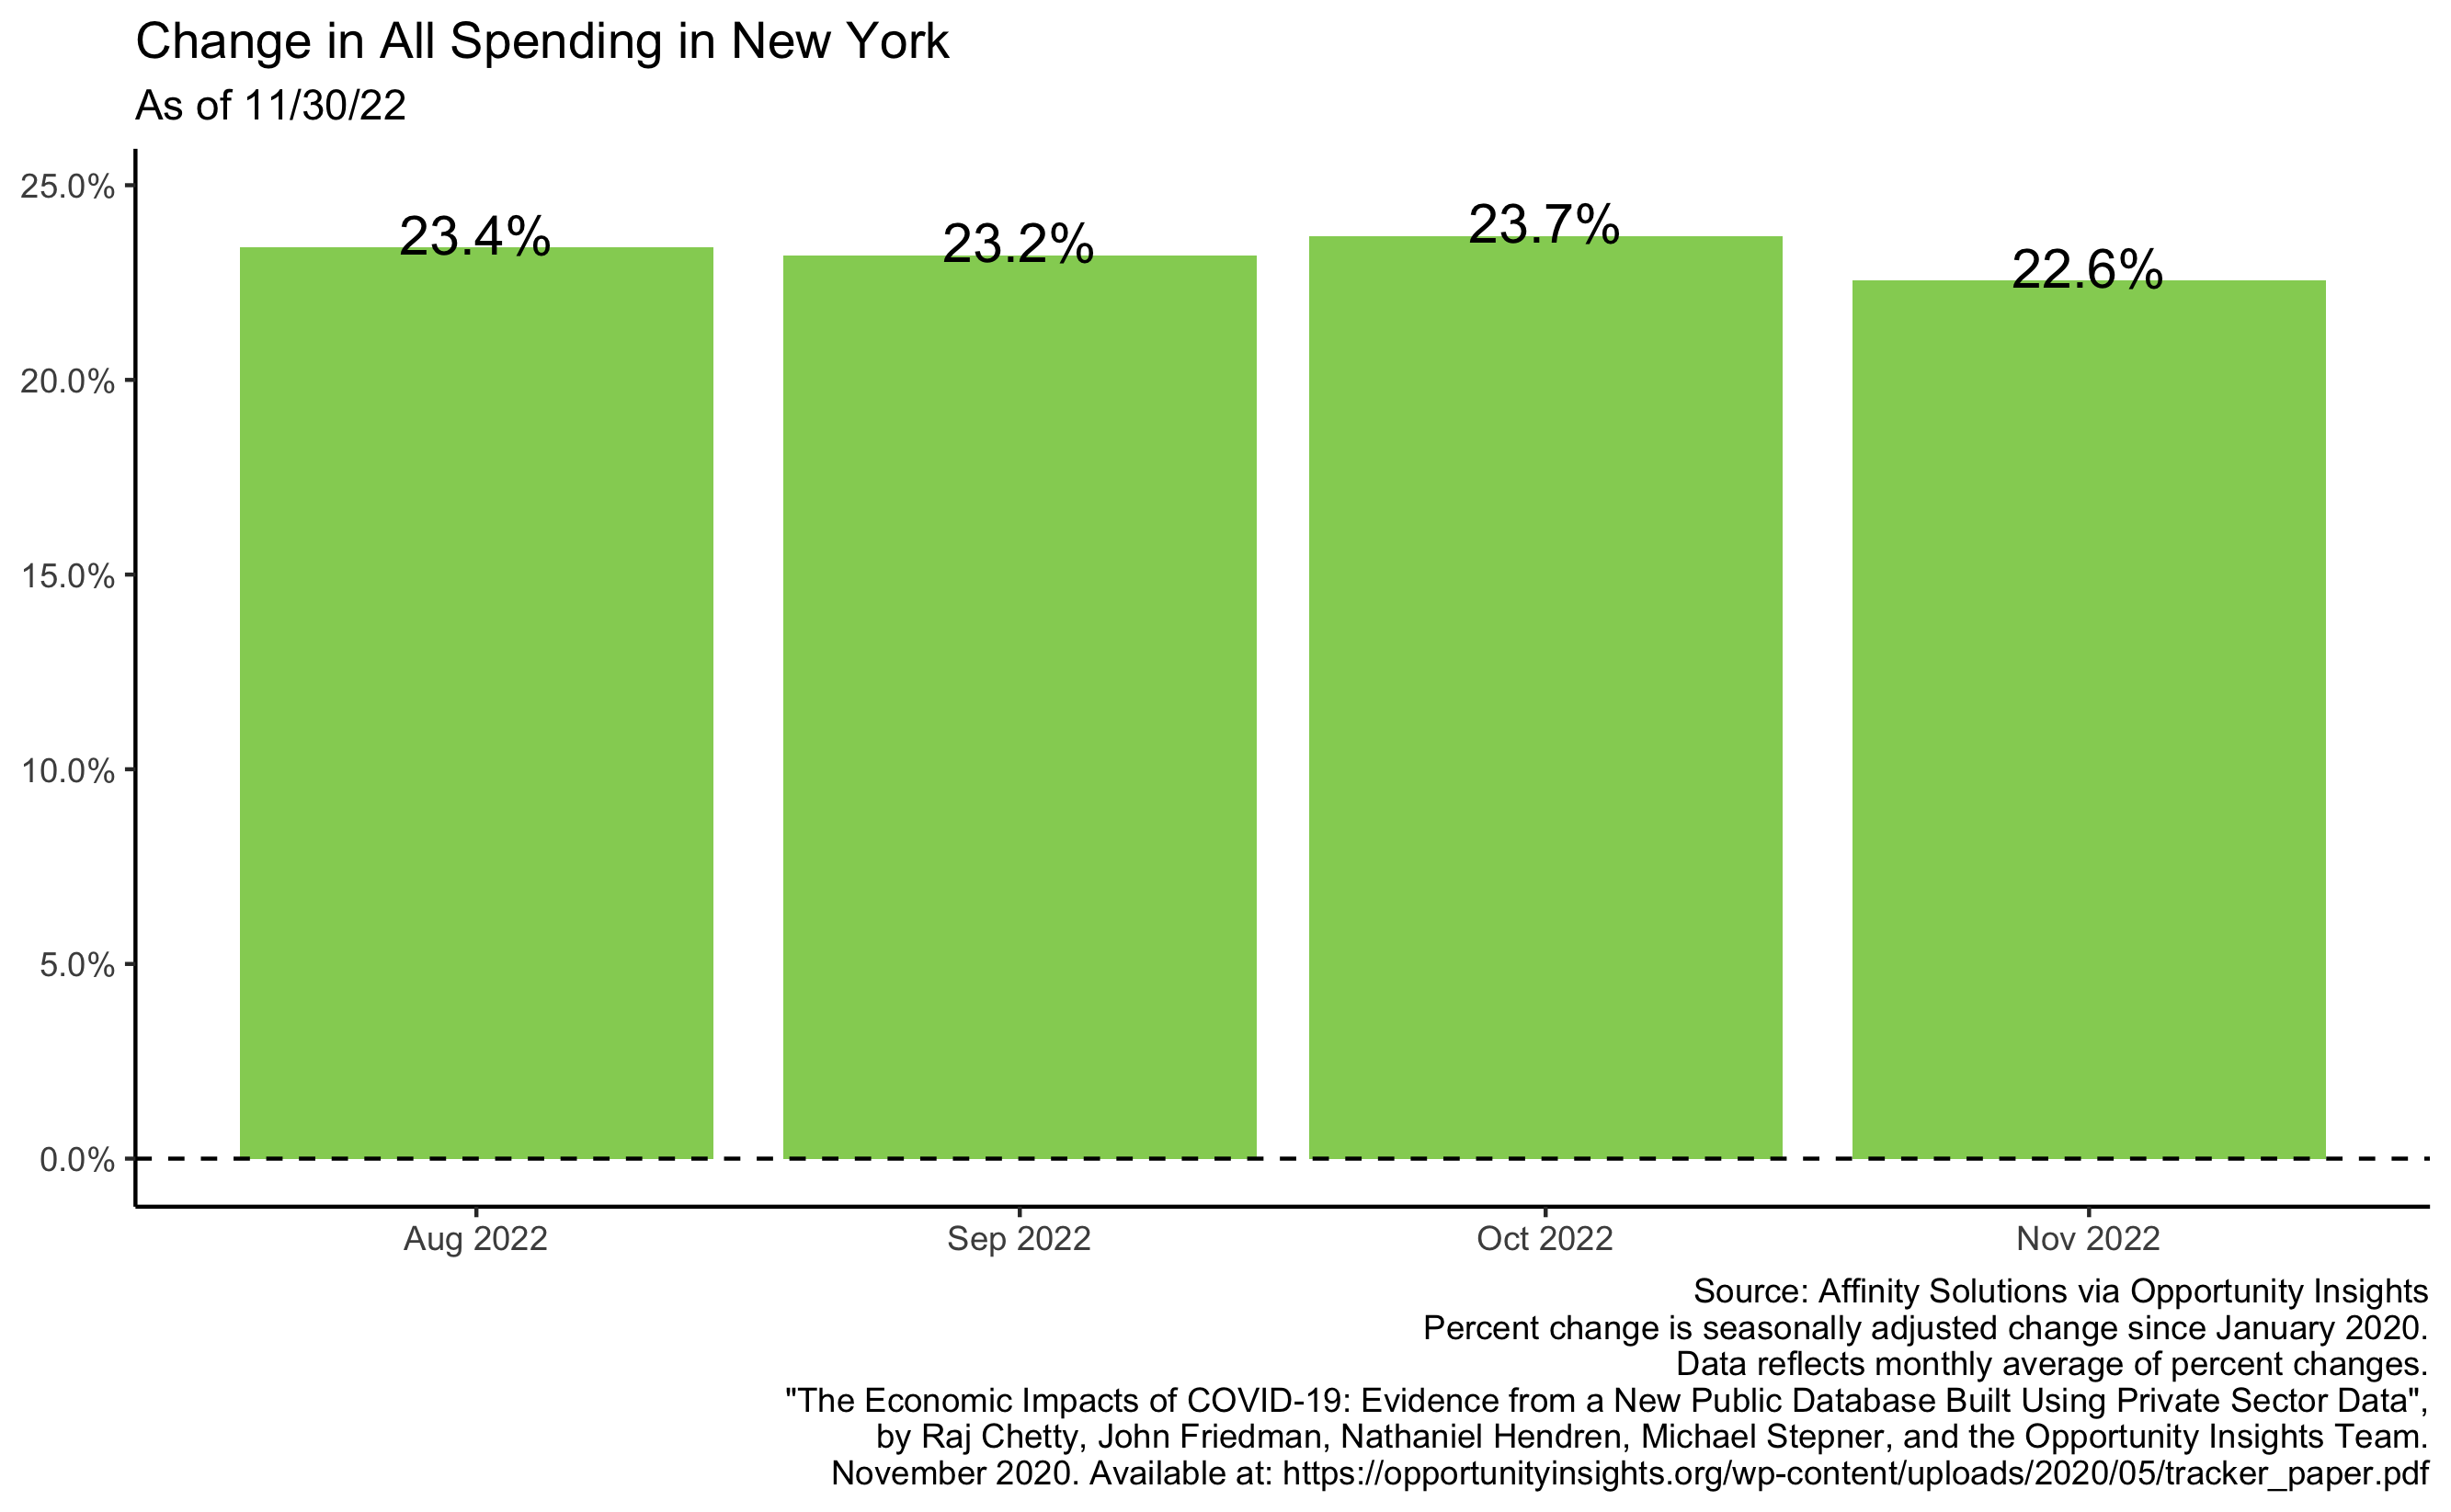 Change in All Spending in New York
As of 11/30/22
25.0%
20.0%
15.0%
10.0%
5.0%
0.0%
23.4%
23.2%
23.7%
22.6%
Aug 2022
Sep 2022
Oct 2022
Nov 2022
Source: Affinity Solutions via Opportunity Insights
Percent change is seasonally adjusted change since January 2020.
Data reflects monthly average of percent changes.
"The Economic Impacts of COVID-19: Evidence from a New Public Database Built Using Private Sector Data",
by Raj Chetty, John Friedman, Nathaniel Hendren, Michael Stepner, and the Opportunity Insights Team.
November 2020. Available at: https://opportunityinsights.org/wp-content/uploads/2020/05/tracker_paper.pdf